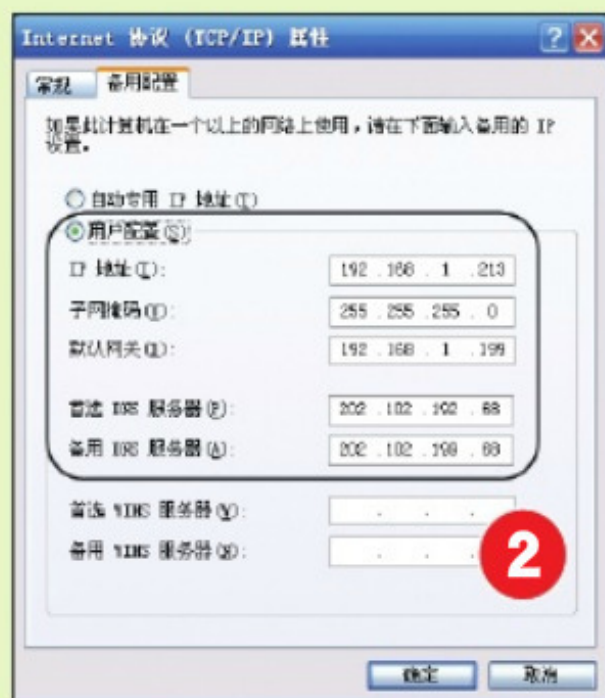 Internet 协议 (TCP/IP) 属性
常规 备用配置
如果此计算机在一个以上的网络上使用，请在下面输入备用的 IP
设置。
自动专用 IP 地址(T)
用户配置(S)
IP 地址(I): 192 . 168 . 1 . 213
子网掩码(U): 255 . 255 . 255 . 0
默认网关(D): 192 . 168 . 1 . 199
首选 DNS 服务器(P): 202 . 102 . 192 . 68
备用 DNS 服务器(A): 202 . 102 . 199 . 68
首选 WINS 服务器(W): . . .
备用 WINS 服务器(N): . . .
2
确定 取消